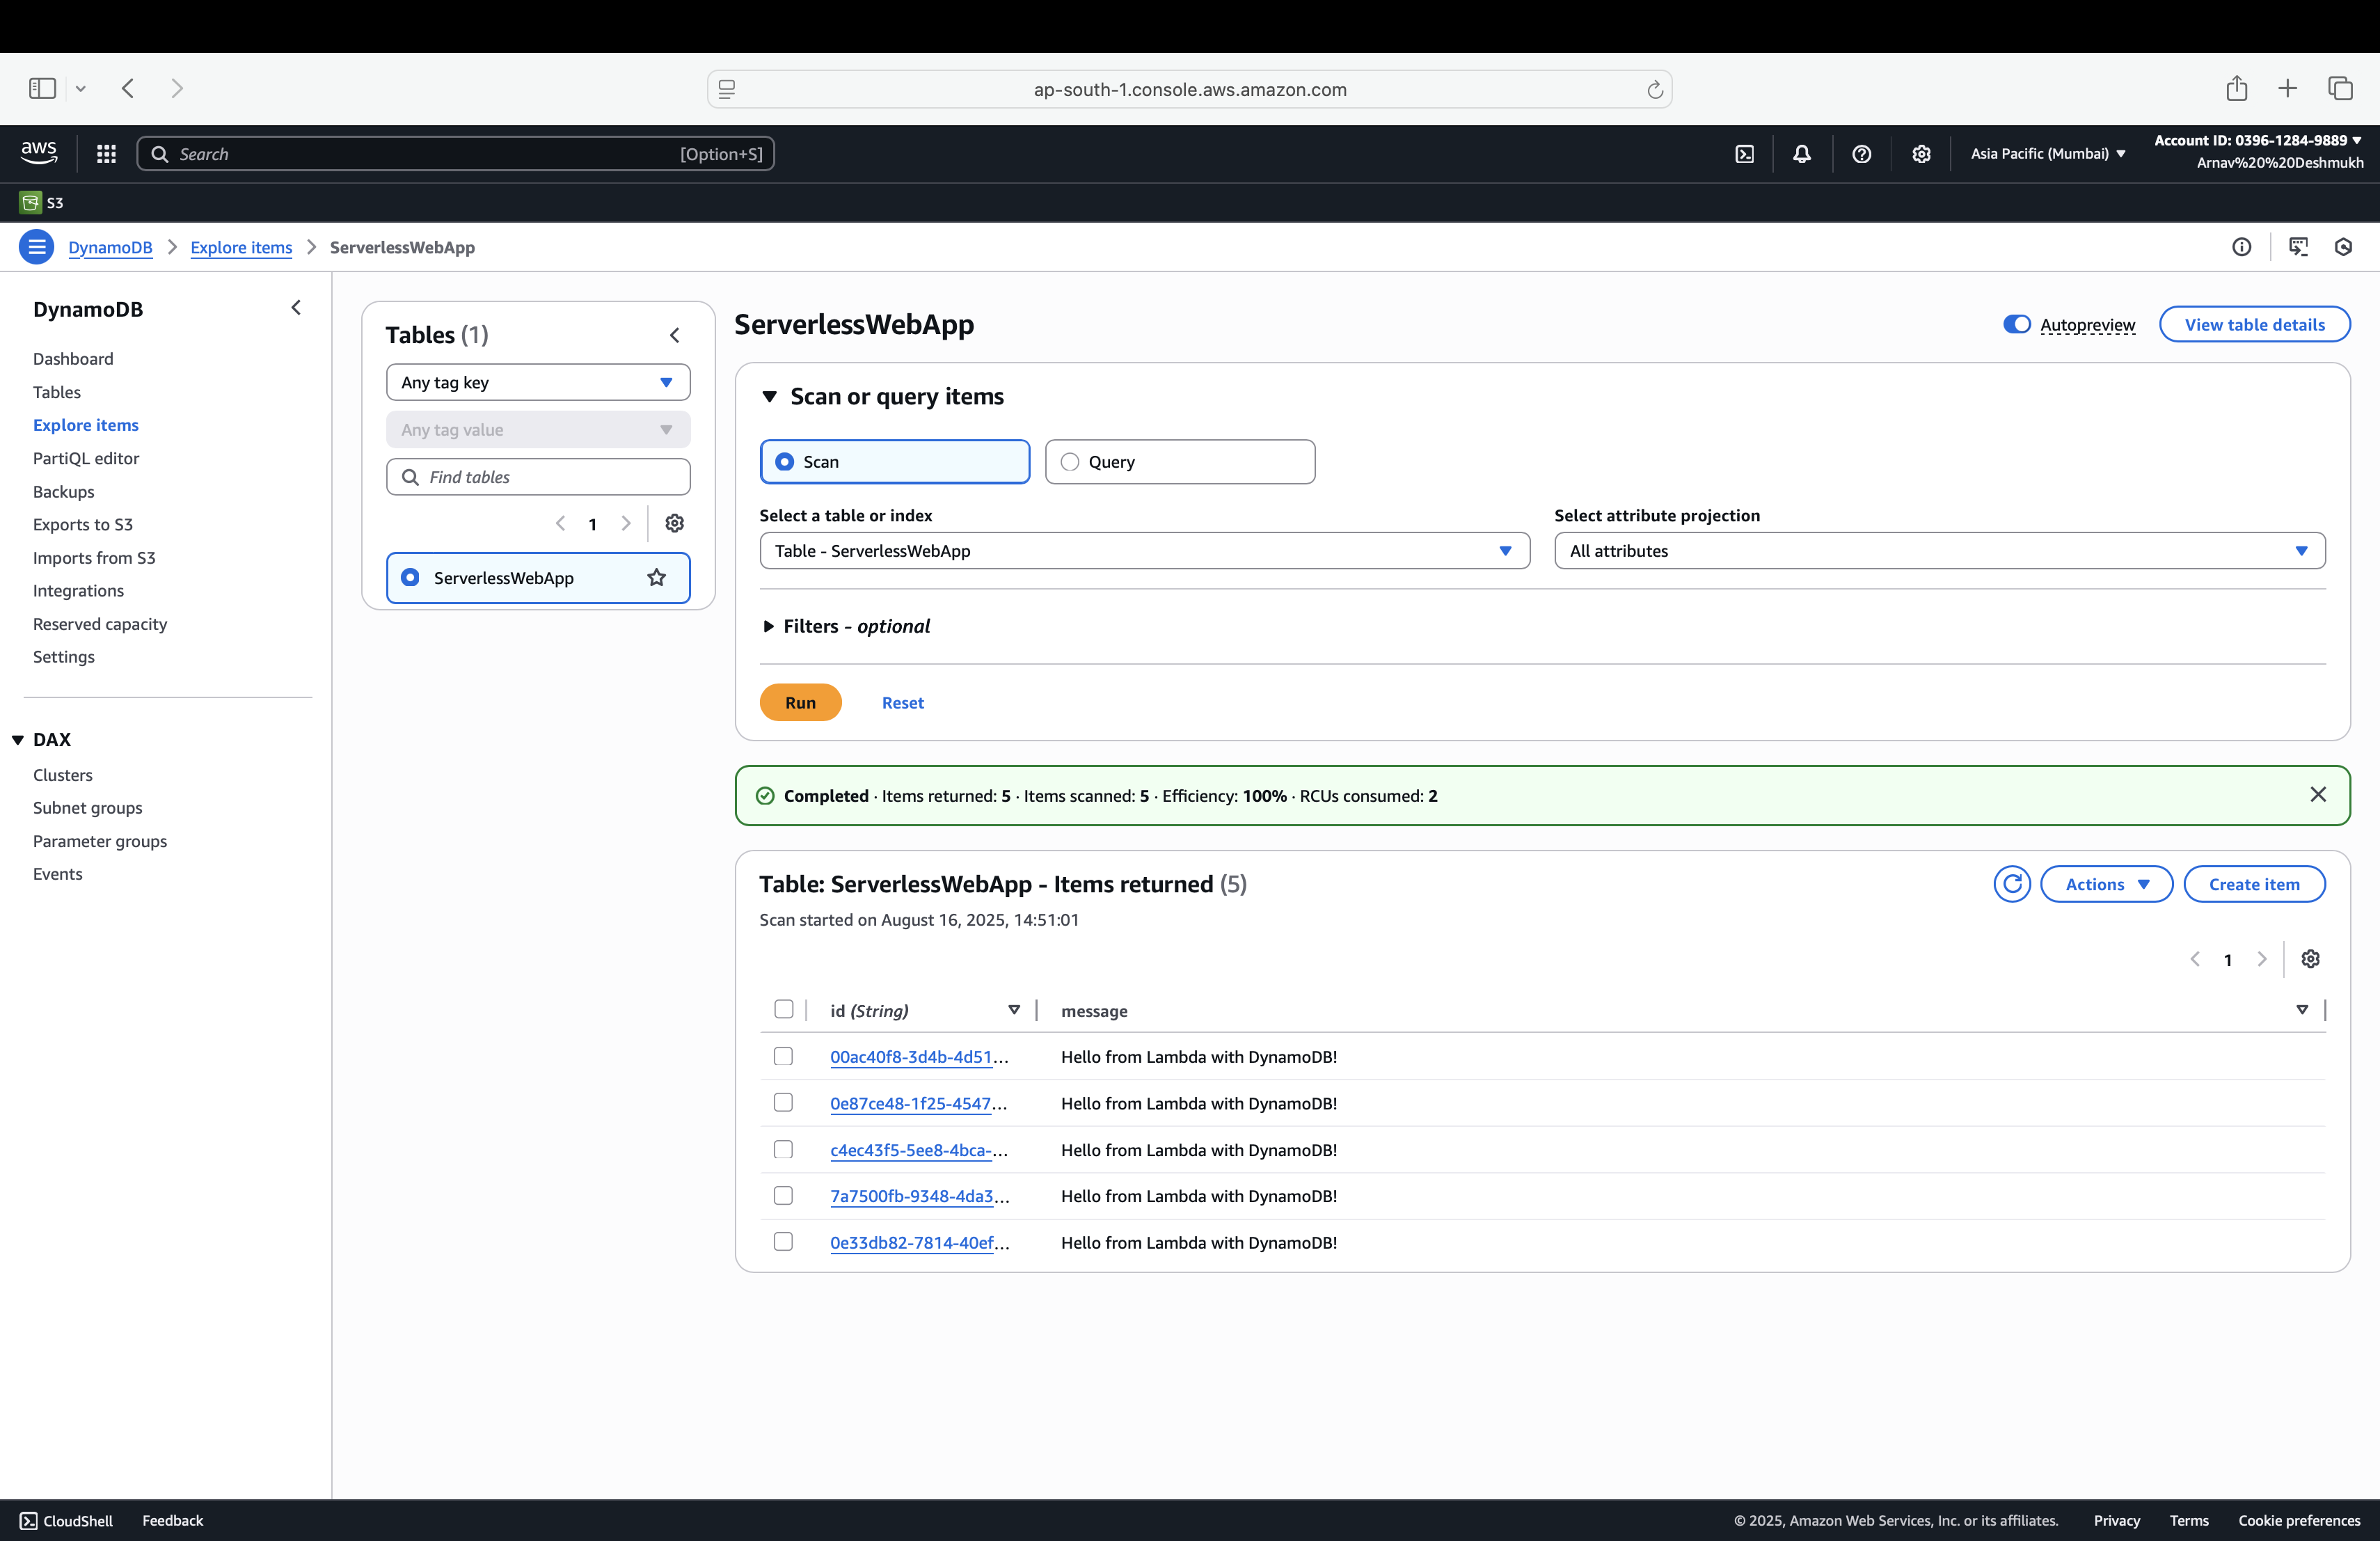 ap-south-1.console.aws.amazon.com
aws
Search [Option+S]
Asia Pacific (Mumbai)
Account ID: 0396-1284-9889
Arnav%20%20Deshmukh
S3
DynamoDB
Explore items
ServerlessWebApp
DynamoDB
Dashboard
Tables
Explore items
PartiQL editor
Backups
Exports to S3
Imports from S3
Integrations
Reserved capacity
Settings
DAX
Clusters
Subnet groups
Parameter groups
Events
Tables (1)
Any tag key
Any tag value
Find tables
1
ServerlessWebApp
ServerlessWebApp
Autopreview
View table details
Scan or query items
Scan
Query
Select a table or index
Table - ServerlessWebApp
Select attribute projection
All attributes
Filters - optional
Run
Reset
Completed · Items returned: 5 · Items scanned: 5 · Efficiency: 100% · RCUs consumed: 2
Table: ServerlessWebApp - Items returned (5)
Scan started on August 16, 2025, 14:51:01
Actions
Create item
1
id (String) message
00ac40f8-3d4b-4d51... Hello from Lambda with DynamoDB!
0e87ce48-1f25-4547... Hello from Lambda with DynamoDB!
c4ec43f5-5ee8-4bca-... Hello from Lambda with DynamoDB!
7a7500fb-9348-4da3... Hello from Lambda with DynamoDB!
0e33db82-7814-40ef... Hello from Lambda with DynamoDB!
CloudShell
Feedback
© 2025, Amazon Web Services, Inc. or its affiliates.
Privacy
Terms
Cookie preferences